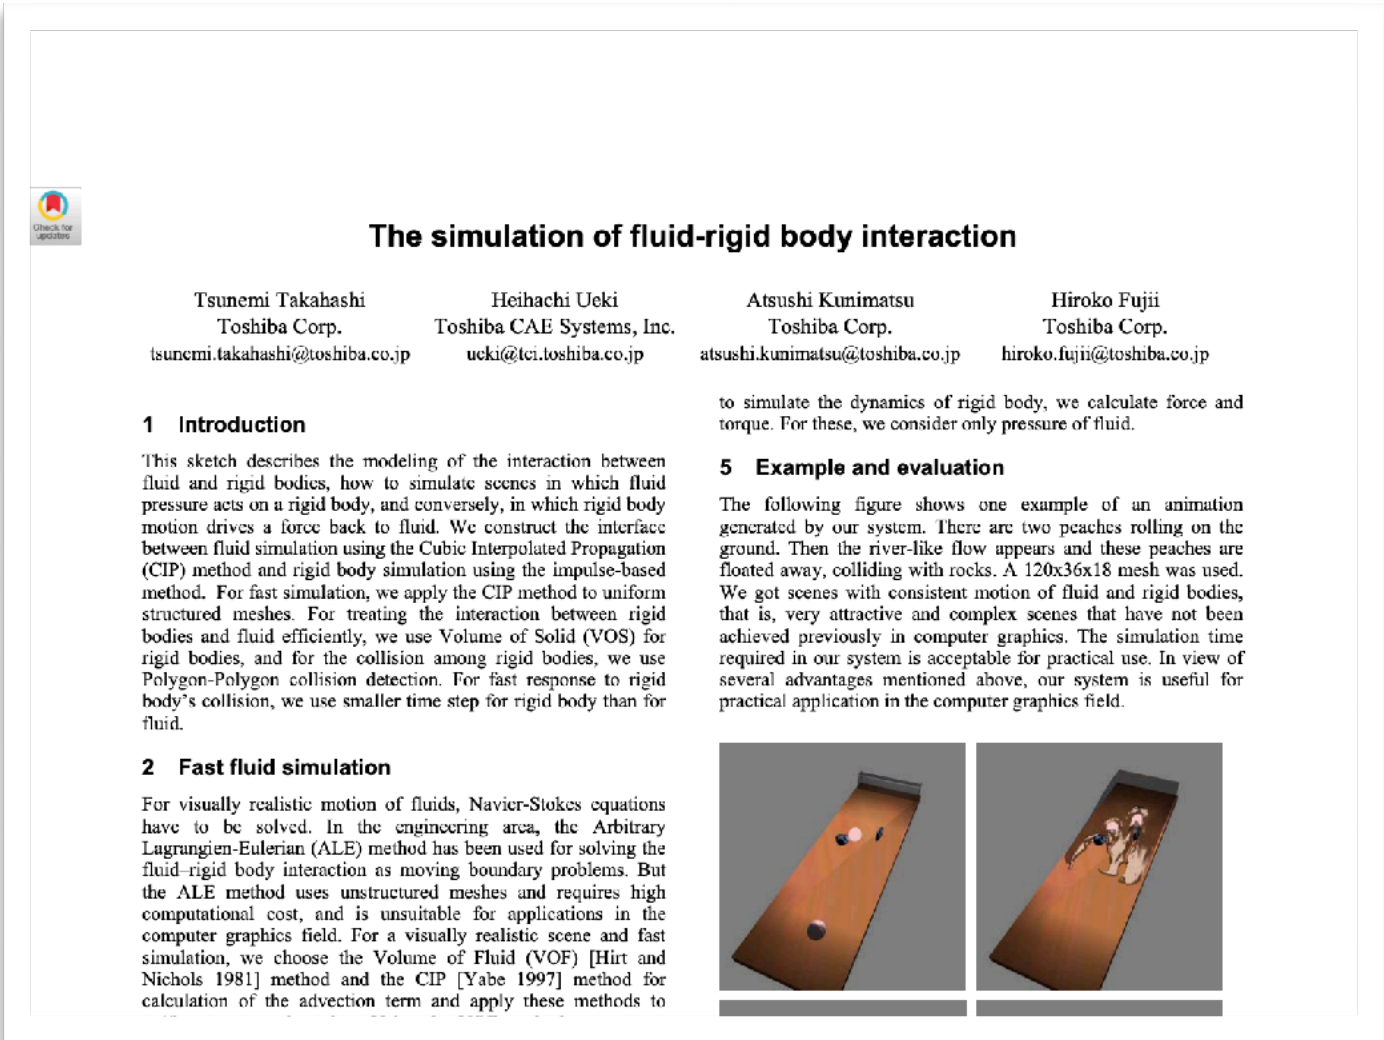 Check for
updates
The simulation of fluid-rigid body interaction
Tsunemi Takahashi
Toshiba Corp.
tsunemi.takahashi@toshiba.co.jp
Heihachi Ueki
Toshiba CAE Systems, Inc.
ueki@tci.toshiba.co.jp
Atsushi Kunimatsu
Toshiba Corp.
atsushi.kunimatsu@toshiba.co.jp
Hiroko Fujii
Toshiba Corp.
hiroko.fujii@toshiba.co.jp
1 Introduction
This sketch describes the modeling of the interaction between
fluid and rigid bodies, how to simulate scenes in which fluid
pressure acts on a rigid body, and conversely, in which rigid body
motion drives a force back to fluid. We construct the interface
between fluid simulation using the Cubic Interpolated Propagation
(CIP) method and rigid body simulation using the impulse-based
method. For fast simulation, we apply the CIP method to uniform
structured meshes. For treating the interaction between rigid
bodies and fluid efficiently, we use Volume of Solid (VOS) for
rigid bodies, and for the collision among rigid bodies, we use
Polygon-Polygon collision detection. For fast response to rigid
body's collision, we use smaller time step for rigid body than for
fluid.
2 Fast fluid simulation
For visually realistic motion of fluids, Navier-Stokes equations
have to be solved. In the engineering area, the Arbitrary
Lagrangien-Eulerian (ALE) method has been used for solving the
fluid–rigid body interaction as moving boundary problems. But
the ALE method uses unstructured meshes and requires high
computational cost, and is unsuitable for applications in the
computer graphics field. For a visually realistic scene and fast
simulation, we choose the Volume of Fluid (VOF) [Hirt and
Nichols 1981] method and the CIP [Yabe 1997] method for
calculation of the advection term and apply these methods to
to simulate the dynamics of rigid body, we calculate force and
torque. For these, we consider only pressure of fluid.
5 Example and evaluation
The following figure shows one example of an animation
generated by our system. There are two peaches rolling on the
ground. Then the river-like flow appears and these peaches are
floated away, colliding with rocks. A 120x36x18 mesh was used.
We got scenes with consistent motion of fluid and rigid bodies,
that is, very attractive and complex scenes that have not been
achieved previously in computer graphics. The simulation time
required in our system is acceptable for practical use. In view of
several advantages mentioned above, our system is useful for
practical application in the computer graphics field.